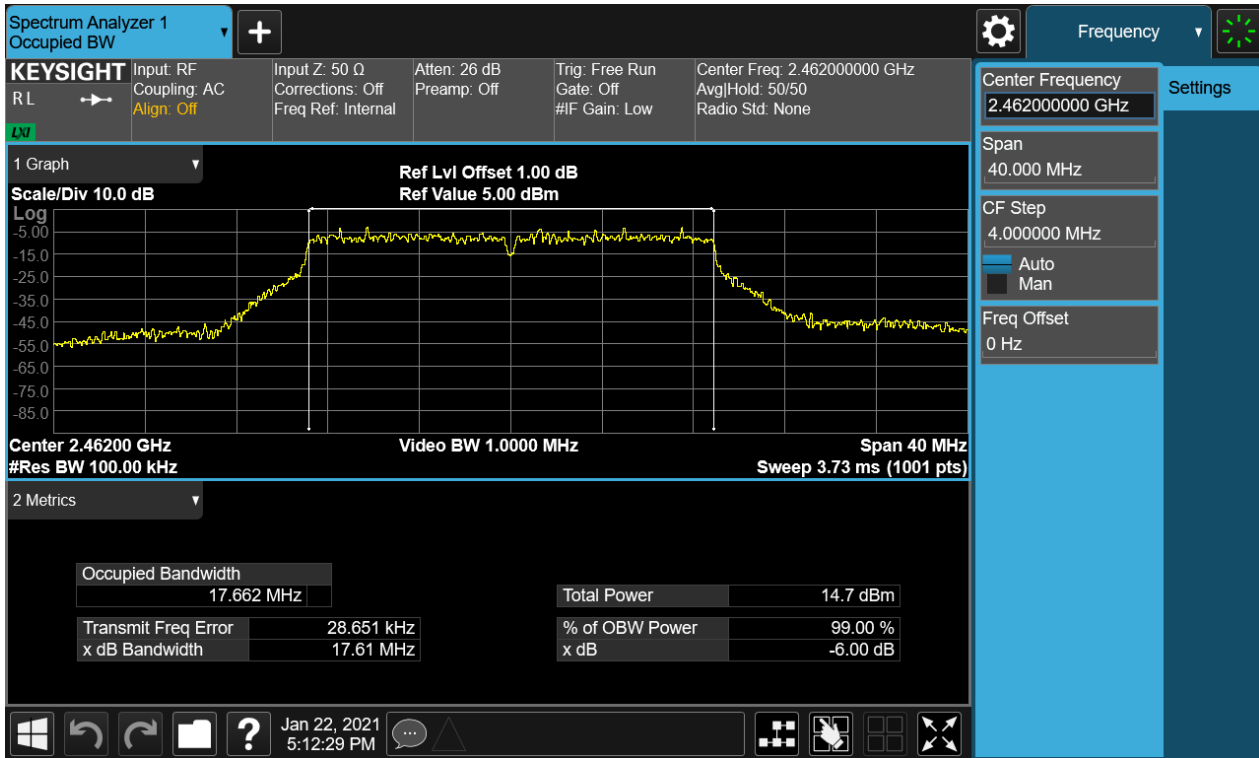 Spectrum Analyzer 1
Occupied BW
+
Frequency
KEYSIGHT
R L
LXI
Input: RF
Coupling: AC
Align: Off
Input Z: 50 Ω
Corrections: Off
Freq Ref: Internal
Atten: 26 dB
Preamp: Off
Trig: Free Run
Gate: Off
#IF Gain: Low
Center Freq: 2.462000000 GHz
Avg|Hold: 50/50
Radio Std: None
Center Frequency
2.462000000 GHz
Settings
Span
40.000 MHz
CF Step
4.000000 MHz
Auto
Man
Freq Offset
0 Hz
1 Graph
Scale/Div 10.0 dB
Ref Lvl Offset 1.00 dB
Ref Value 5.00 dBm
Log
-5.00
-15.0
-25.0
-35.0
-45.0
-55.0
-65.0
-75.0
-85.0
Center 2.46200 GHz
Video BW 1.0000 MHz
Span 40 MHz
#Res BW 100.00 kHz
Sweep 3.73 ms (1001 pts)
2 Metrics
Occupied Bandwidth
17.662 MHz
Total Power 14.7 dBm
Transmit Freq Error 28.651 kHz
% of OBW Power 99.00 %
x dB Bandwidth 17.61 MHz
x dB -6.00 dB
?
Jan 22, 2021
5:12:29 PM